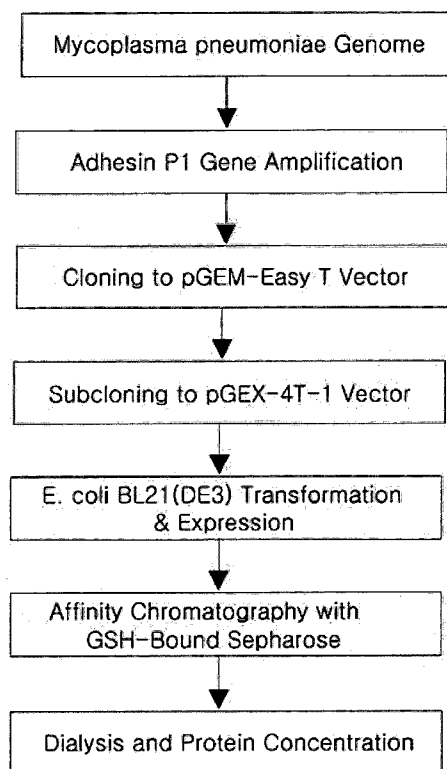 Mycoplasma pneumoniae Genome
Adhesin P1 Gene Amplification
Cloning to pGEM-Easy T Vector
Subcloning to pGEX-4T-1 Vector
E. coli BL21(DE3) Transformation
& Expression
Affinity Chromatography with
GSH-Bound Sepharose
Dialysis and Protein Concentration